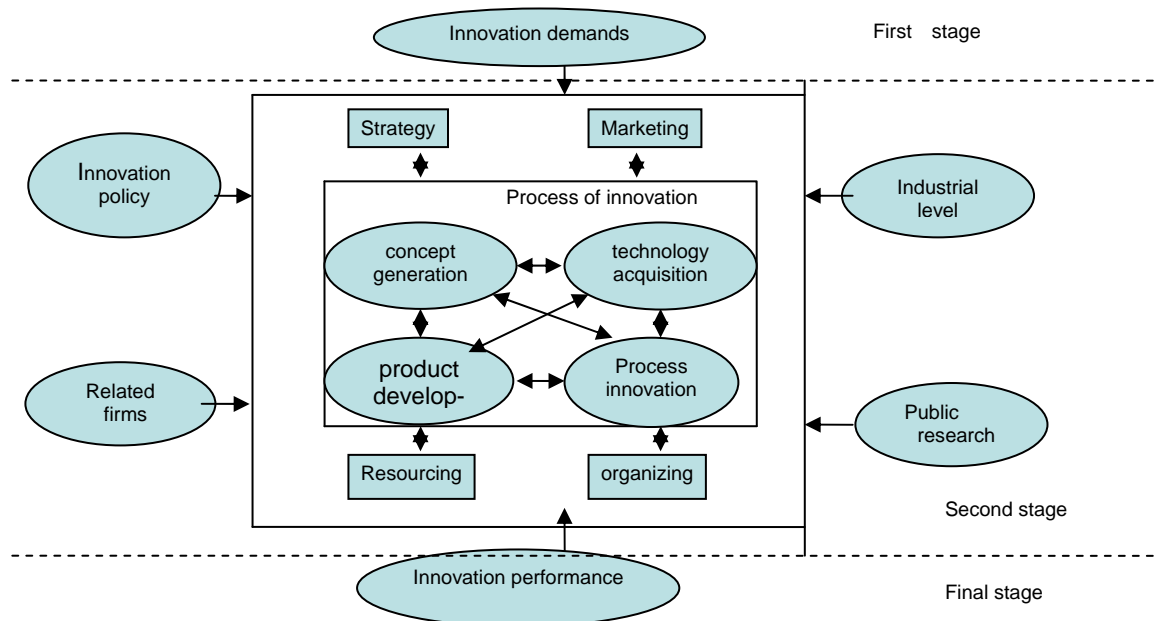 Innovation demands
First stage
Strategy
Marketing
Innovation
policy
Industrial
level
Process of innovation
concept
generation
technology
acquisition
product
develop-
Process
innovation
Related
firms
Public
research
Resourcing
organizing
Second stage
Innovation performance
Final stage